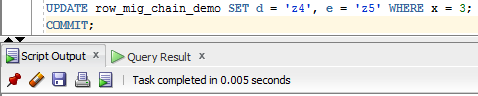 UPDATE row_mig_chain_demo SET d = 'z4', e = 'z5' WHERE x = 3;
COMMIT;
Script Output x Query Result x
Task completed in 0.005 seconds